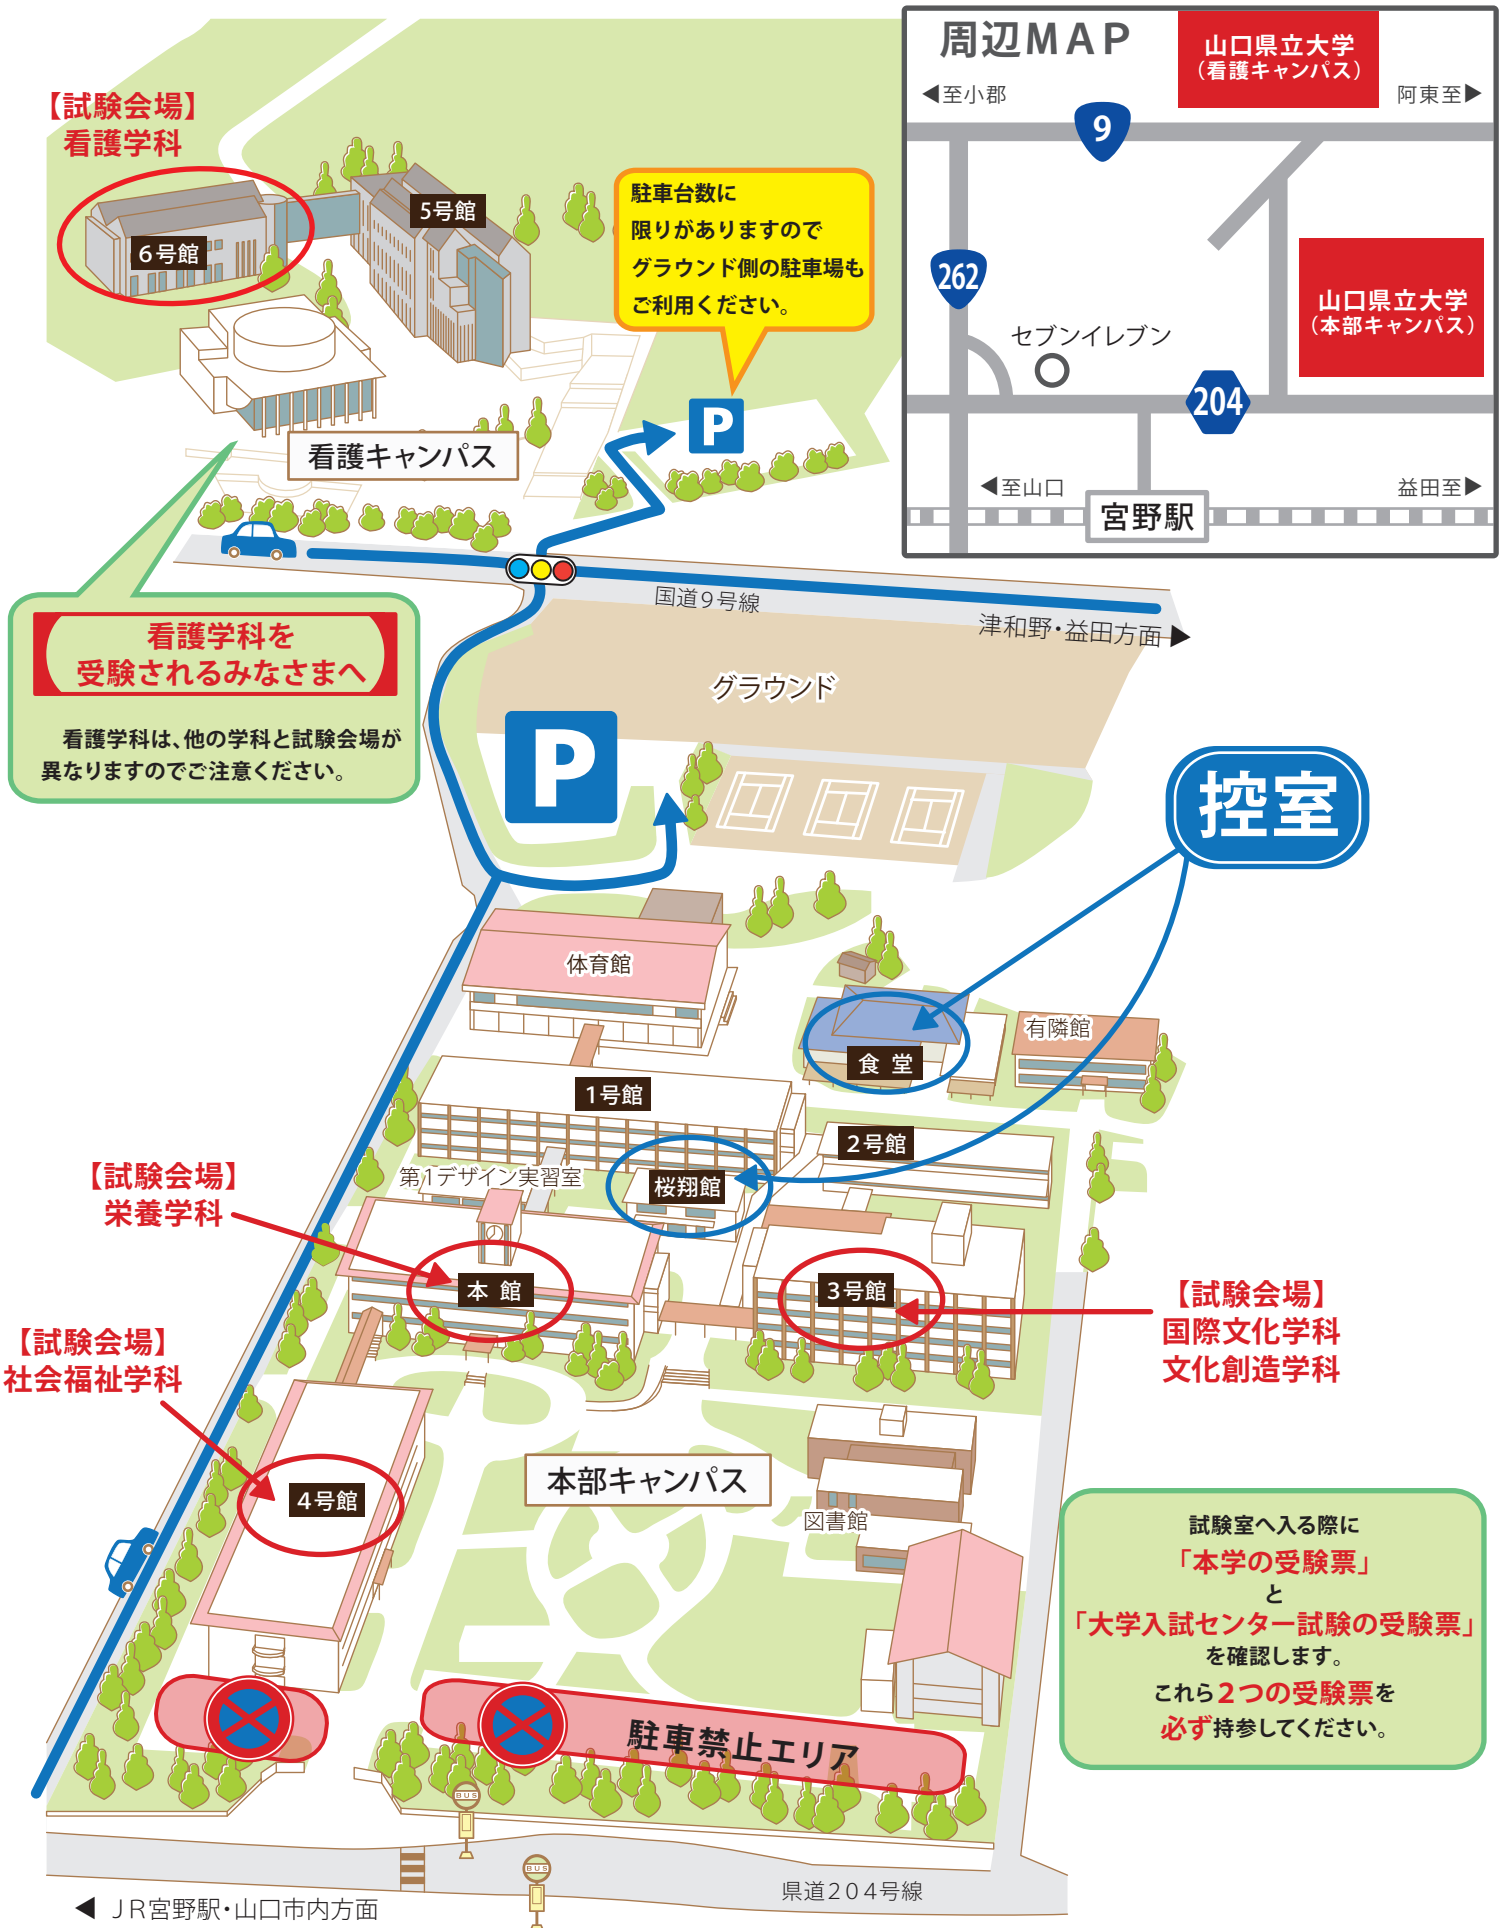 周辺MAP
山口県立大学
（看護キャンパス）
◀至小郡
阿東至▶
9
262
山口県立大学
（本部キャンパス）
セブンイレブン
204
◀至山口
益田至▶
宮野駅
【試験会場】
看護学科
6号館
5号館
駐車台数に
限りがありますので
グラウンド側の駐車場も
ご利用ください。
P
看護キャンパス
看護学科を
受験されるみなさまへ
看護学科は、他の学科と試験会場が
異なりますのでご注意ください。
国道9号線
津和野・益田方面 ▶
グラウンド
P
控室
体育館
食堂
有隣館
1号館
2号館
第1デザイン実習室
桜翔館
【試験会場】
栄養学科
本館
3号館
【試験会場】
国際文化学科
文化創造学科
【試験会場】
社会福祉学科
4号館
本部キャンパス
図書館
試験室へ入る際に
「本学の受験票」
と
「大学入試センター試験の受験票」
を確認します。
これら2つの受験票を
必ず持参してください。
駐車禁止エリア
BUS
BUS
県道204号線
◀ JR宮野駅・山口市内方面